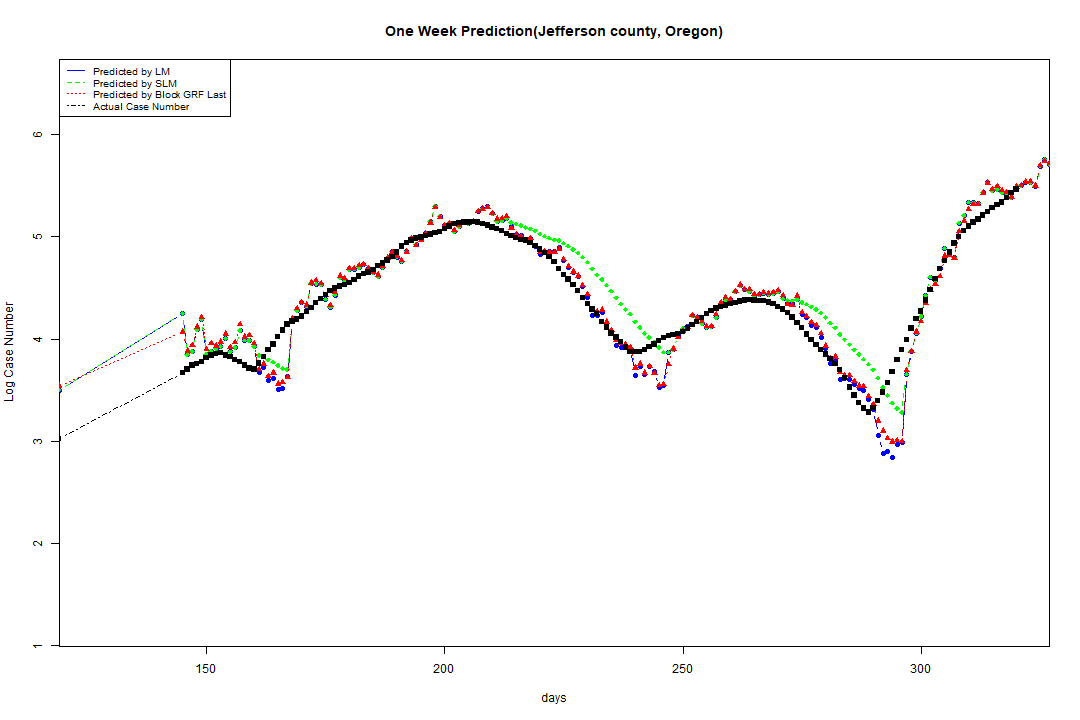 One Week Prediction(Jefferson county, Oregon)
Predicted by LM
Predicted by SLM
Predicted by Block GRF Last
Actual Case Number
Log Case Number
6
5
4
3
2
1
150 200 250 300
days